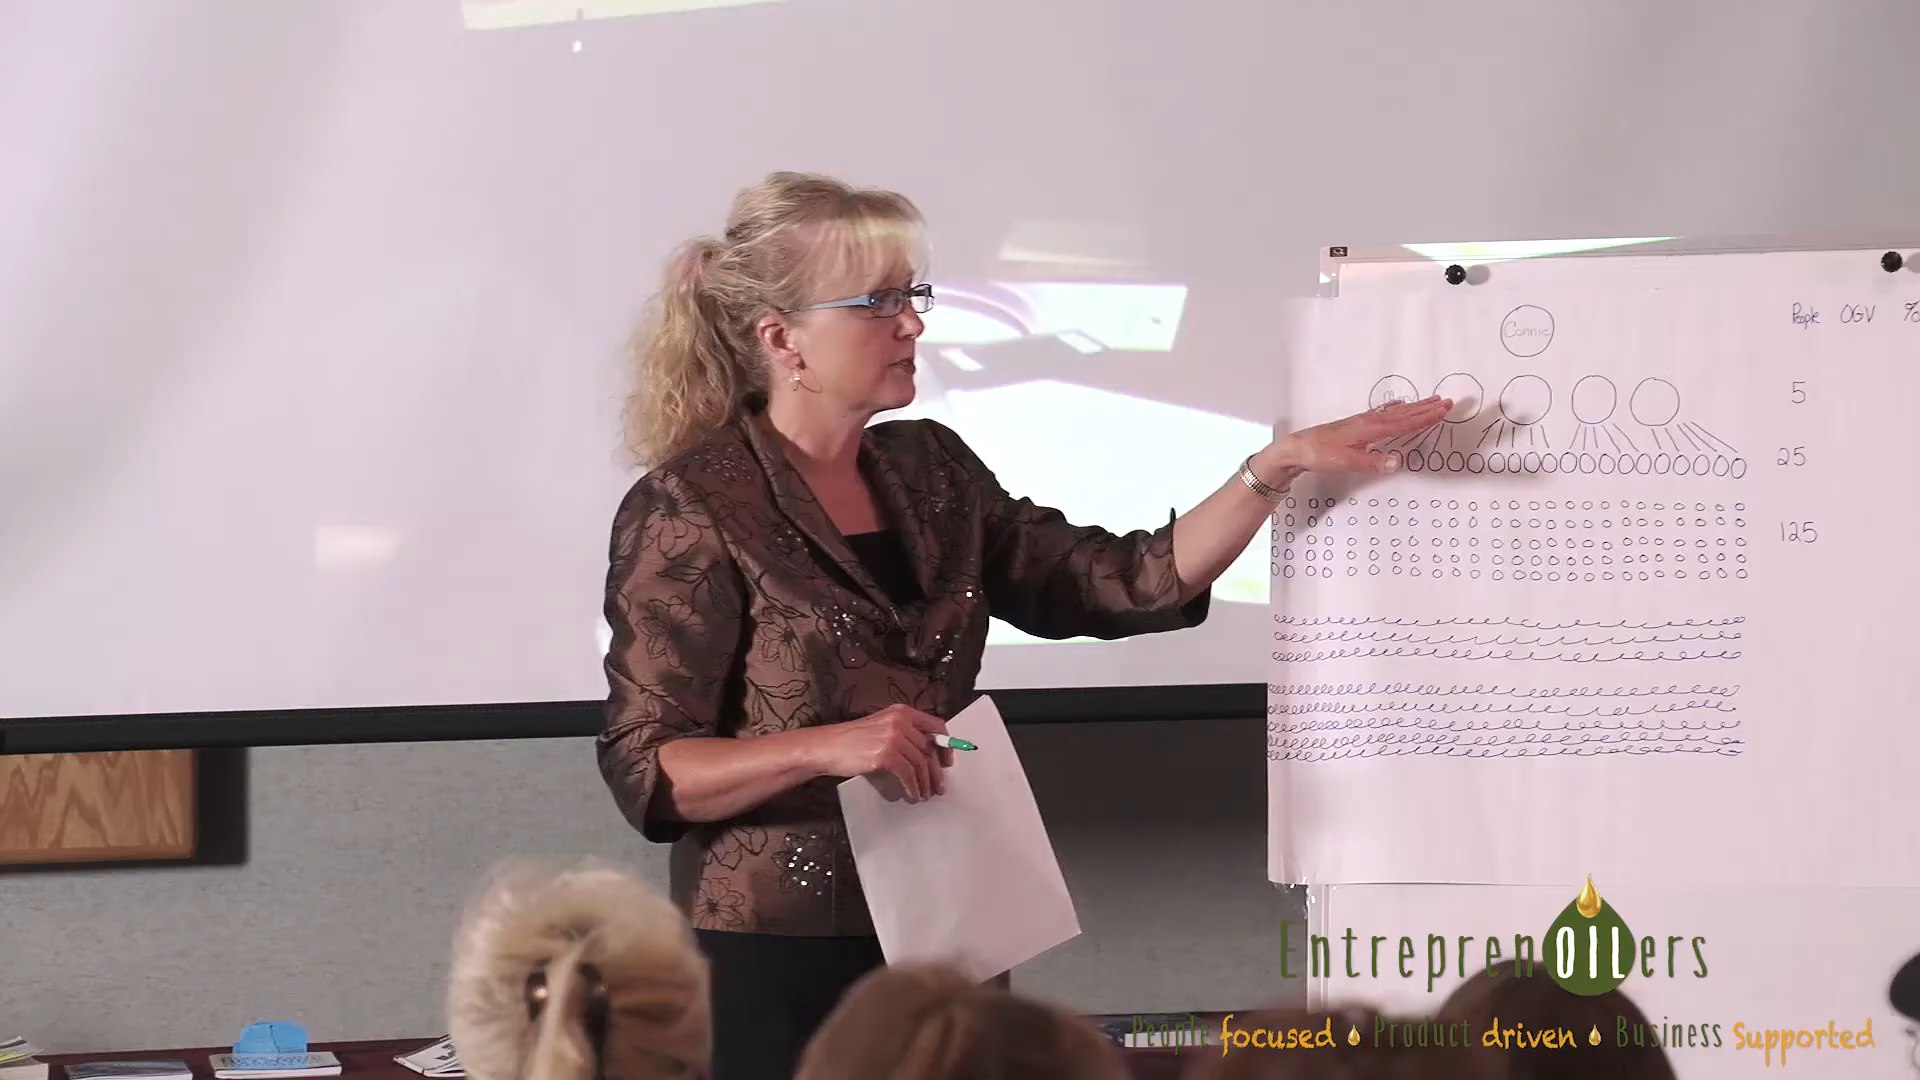 People OGV %
Connie
5
25
125
EntreprenOILers
People focused Product driven Business Supported